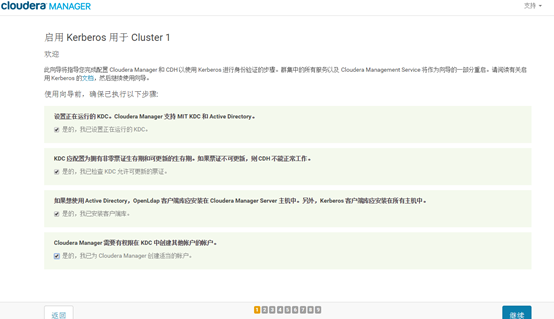 cloudera MANAGER
支持
启用 Kerberos 用于 Cluster 1
欢迎
此向导将指导您完成配置 Cloudera Manager 和 CDH 以使用 Kerberos 进行身份验证的步骤。群集中的所有服务以及 Cloudera Management Service 将作为向导的一部分重启。请阅读有关启
用 Kerberos 的文档，然后继续使用向导。
使用向导前，确保已执行以下步骤:
设置正在运行的 KDC。Cloudera Manager 支持 MIT KDC 和 Active Directory。
是的，我已设置正在运行的 KDC。
KDC 应配置为拥有非零票证生存期和可更新的生存期。如果票证不可更新，则 CDH 不能正常工作。
是的，我已检查 KDC 允许可更新的票证。
如果想使用 Active Directory，OpenLdap 客户端库应安装在 Cloudera Manager Server 主机中。另外，Kerberos 客户端库应安装在所有主机中。
是的，我已安装客户端库。
Cloudera Manager 需要有权限在 KDC 中创建其他帐户的帐户。
是的，我已为 Cloudera Manager 创建适当的帐户。
返回
1 2 3 4 5 6 7 8 9
继续